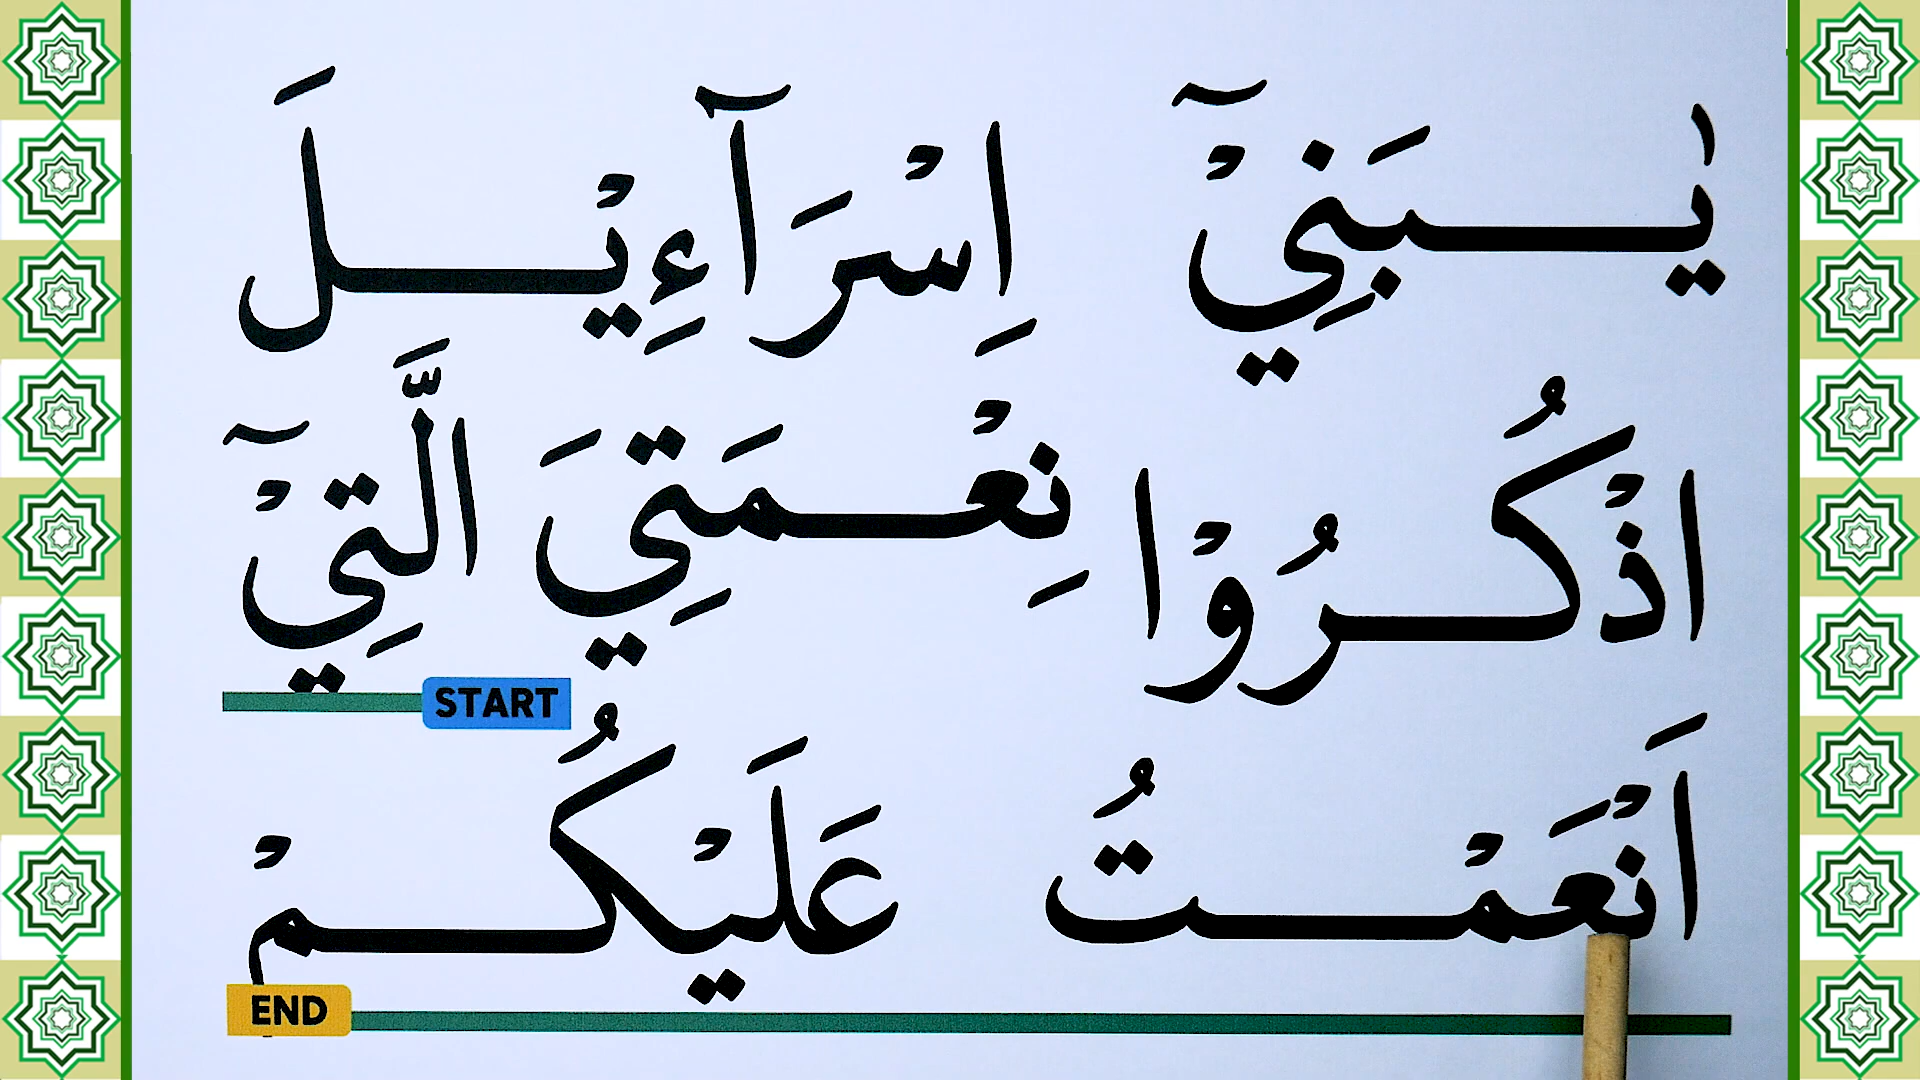 يٰبَنِيْٓ اِسْرَآءِيْلَ
اذْكُرُوْا نِعْمَتِيَ الَّتِيْٓ
START
اَنْعَمْتُ عَلَيْكُمْ
END